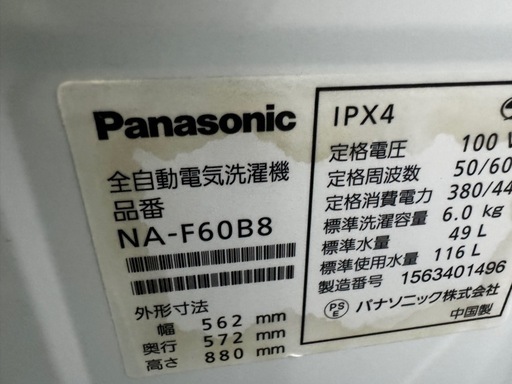 Panasonic
全自動電気洗濯機
品番
NA-F60B8
外形寸法
幅 562 mm
奥行 572 mm
高さ 880 mm
IPX4
定格電圧 100 V
定格周波数 50/60
定格消費電力 380/44
標準洗濯容量 6.0 kg
標準水量 49 L
標準使用水量 116 L
製造番号 1563401496
PSE パナソニック株式会社
中国製